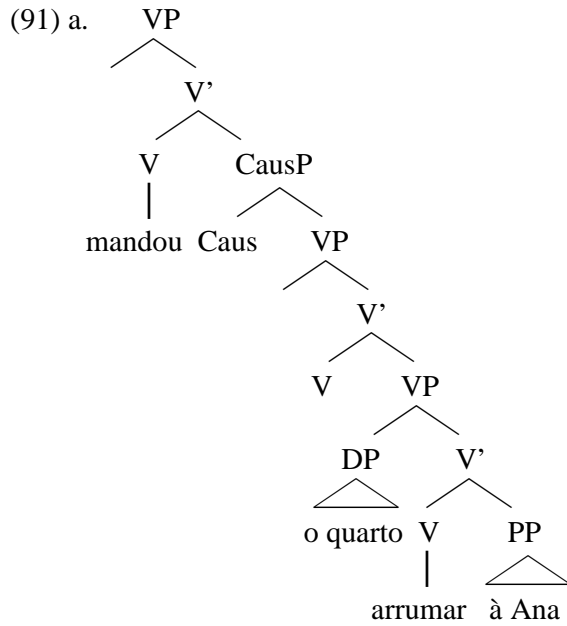 (91) a. VP
V’
V CausP
mandou Caus VP
V’
V VP
DP V’
o quarto V PP
arrumar à Ana